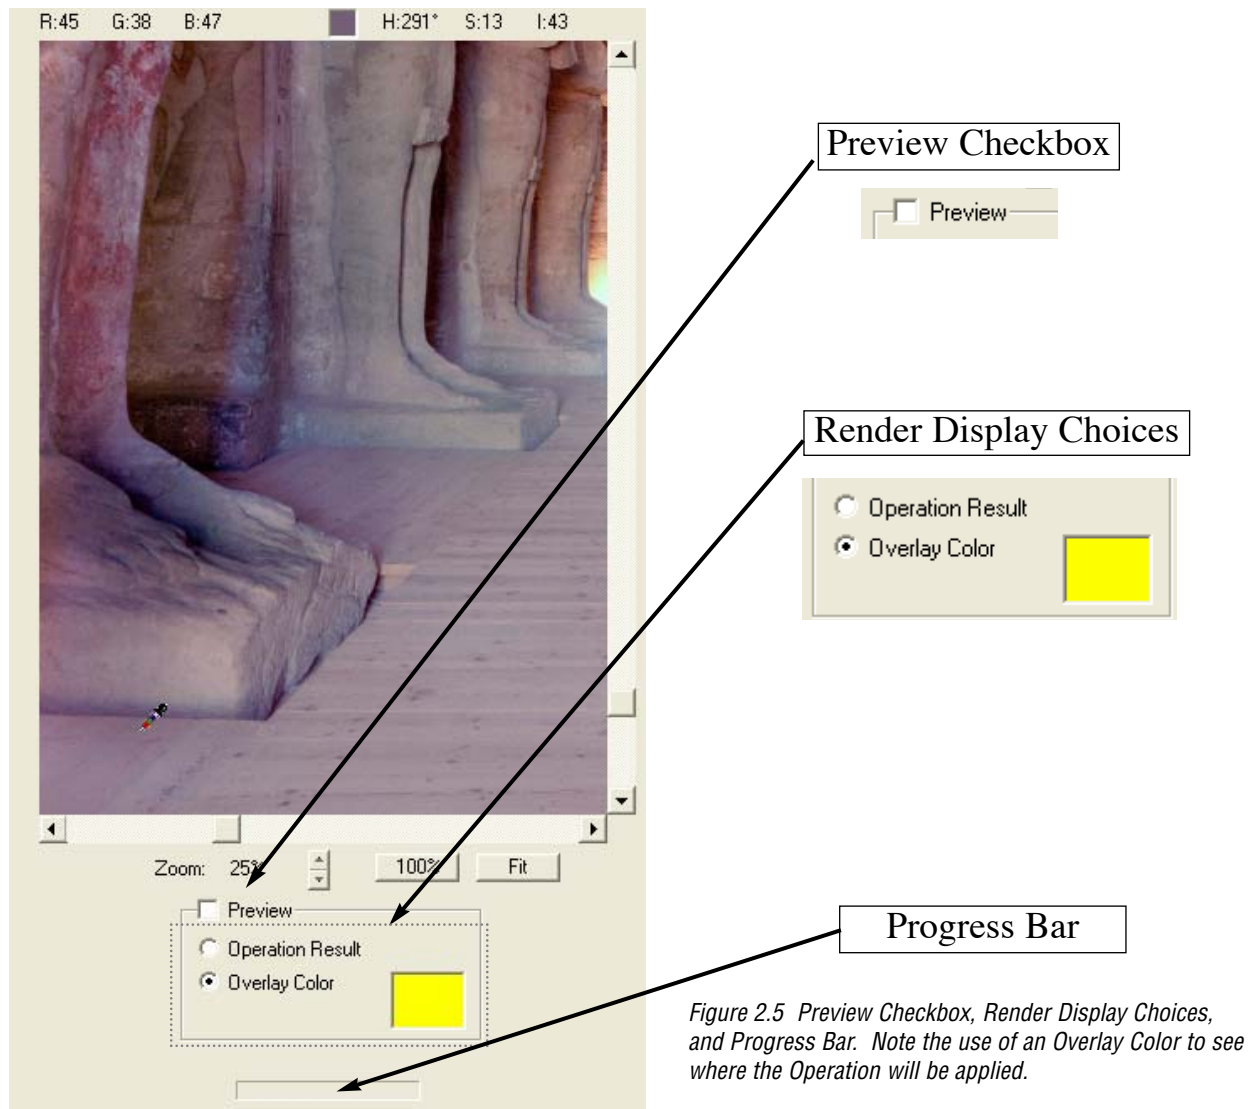 R:45 G:38 B:47 H:291° S:13 I:43
Preview Checkbox
Preview
Render Display Choices
Operation Result
Overlay Color
Zoom: 25% 100% Fit
Preview
Operation Result
Overlay Color
Progress Bar
Figure 2.5 Preview Checkbox, Render Display Choices,
and Progress Bar. Note the use of an Overlay Color to see
where the Operation will be applied.